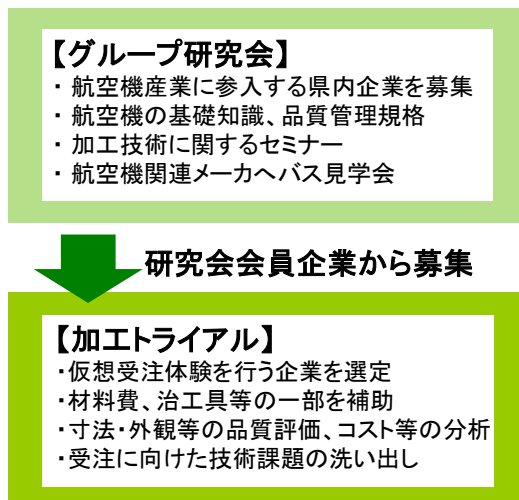 【グループ研究会】
・ 航空機産業に参入する県内企業を募集
・ 航空機の基礎知識、品質管理規格
・ 加工技術に関するセミナー
・ 航空機関連メーカへバス見学会
研究会会員企業から募集
【加工トライアル】
・仮想受注体験を行う企業を選定
・材料費、治工具等の一部を補助
・寸法・外観等の品質評価、コスト等の分析
・受注に向けた技術課題の洗い出し